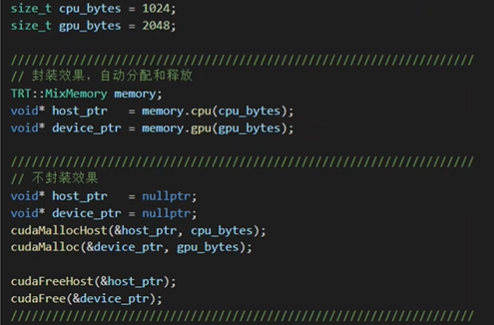 size_t cpu_bytes = 1024;
size_t gpu_bytes = 2048;
////////////////////////////////////////////////////////////////////
// 封装效果，自动分配和释放
TRT::MixMemory memory;
void* host_ptr   = memory.cpu(cpu_bytes);
void* device_ptr = memory.gpu(gpu_bytes);
////////////////////////////////////////////////////////////////////
// 不封装效果
void* host_ptr   = nullptr;
void* device_ptr = nullptr;
cudaMallocHost(&host_ptr, cpu_bytes);
cudaMalloc(&device_ptr, gpu_bytes);
cudaFreeHost(&host_ptr);
cudaFree(&device_ptr);
////////////////////////////////////////////////////////////////////